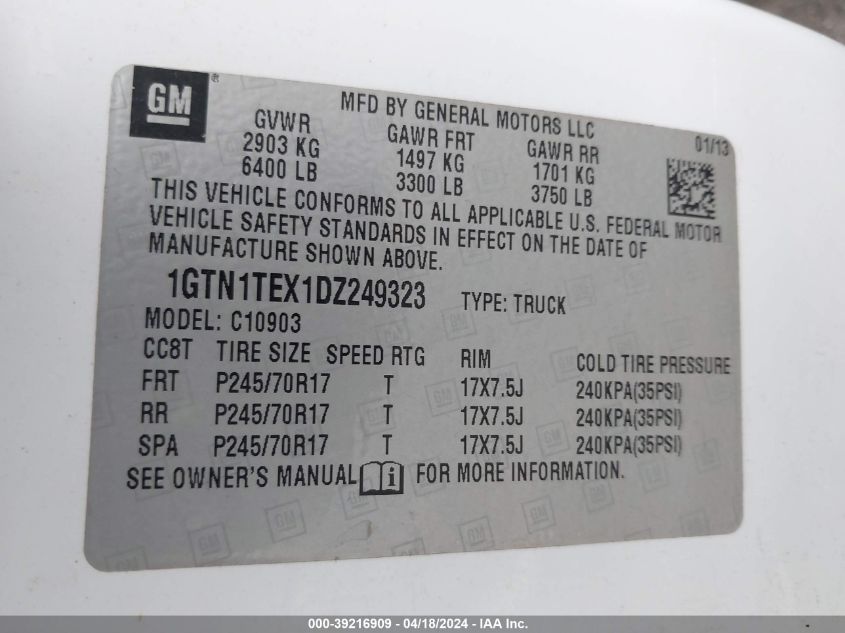 GM®
MFD BY GENERAL MOTORS LLC
01/13
GVWR GAWR FRT GAWR RR
2903 KG 1497 KG 1701 KG
6400 LB 3300 LB 3750 LB
THIS VEHICLE CONFORMS TO ALL APPLICABLE U.S. FEDERAL MOTOR
VEHICLE SAFETY STANDARDS IN EFFECT ON THE DATE OF
MANUFACTURE SHOWN ABOVE.
1GTN1TEX1DZ249323 TYPE: TRUCK
MODEL: C10903
CC8T TIRE SIZE SPEED RTG RIM COLD TIRE PRESSURE
FRT P245/70R17 T 17X7.5J 240KPA(35PSI)
RR P245/70R17 T 17X7.5J 240KPA(35PSI)
SPA P245/70R17 T 17X7.5J 240KPA(35PSI)
SEE OWNER'S MANUAL i FOR MORE INFORMATION.
000-39216909 - 04/18/2024 - IAA Inc.